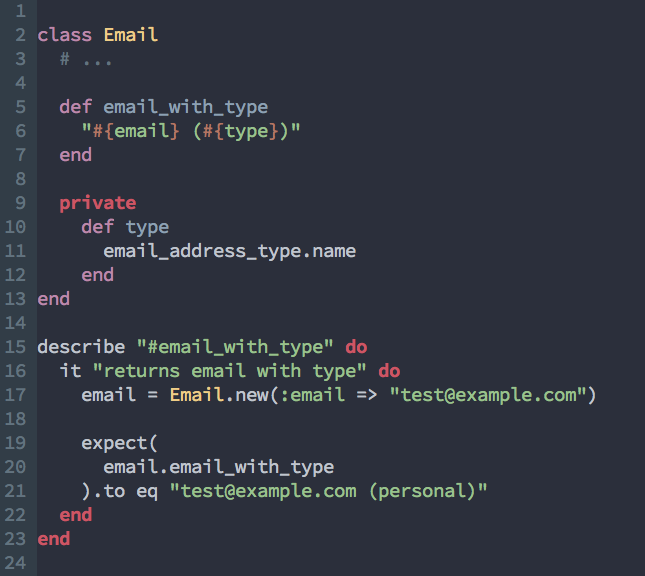 1
2 class Email
3   # ...
4
5   def email_with_type
6     "#{email} (#{type})"
7   end
8
9   private
10     def type
11       email_address_type.name
12     end
13 end
14
15 describe "#email_with_type" do
16   it "returns email with type" do
17     email = Email.new(:email => "test@example.com")
18
19     expect(
20       email.email_with_type
21     ).to eq "test@example.com (personal)"
22   end
23 end
24